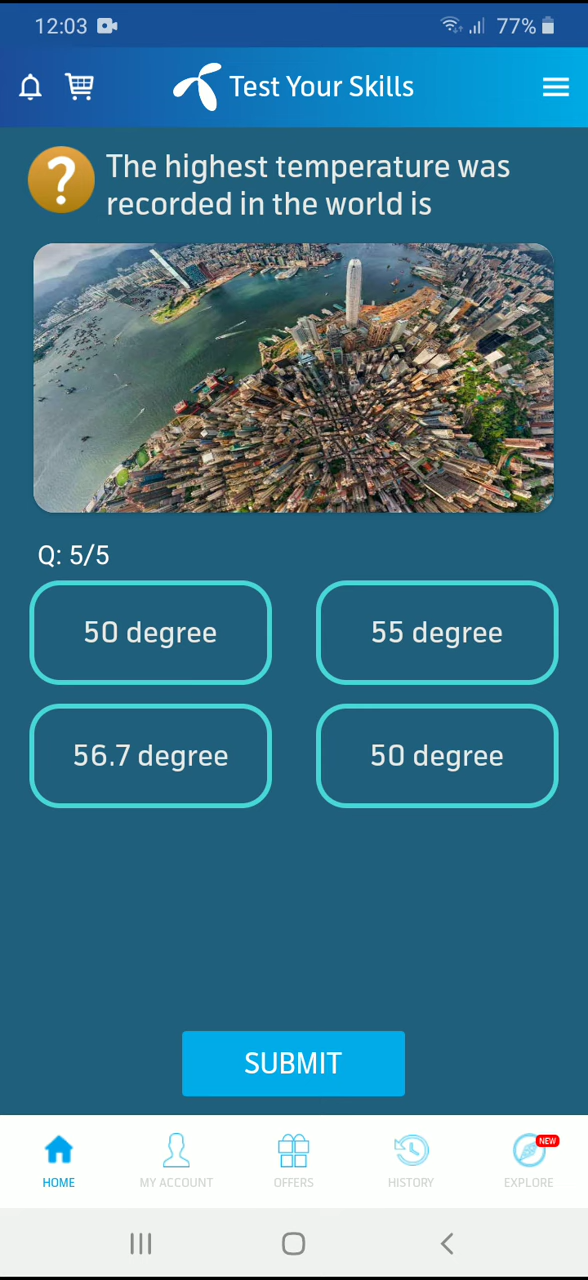 12:03 77%
Test Your Skills
The highest temperature was
recorded in the world is
Q: 5/5
50 degree 55 degree
56.7 degree 50 degree
SUBMIT
NEW
HOME MY ACCOUNT OFFERS HISTORY EXPLORE